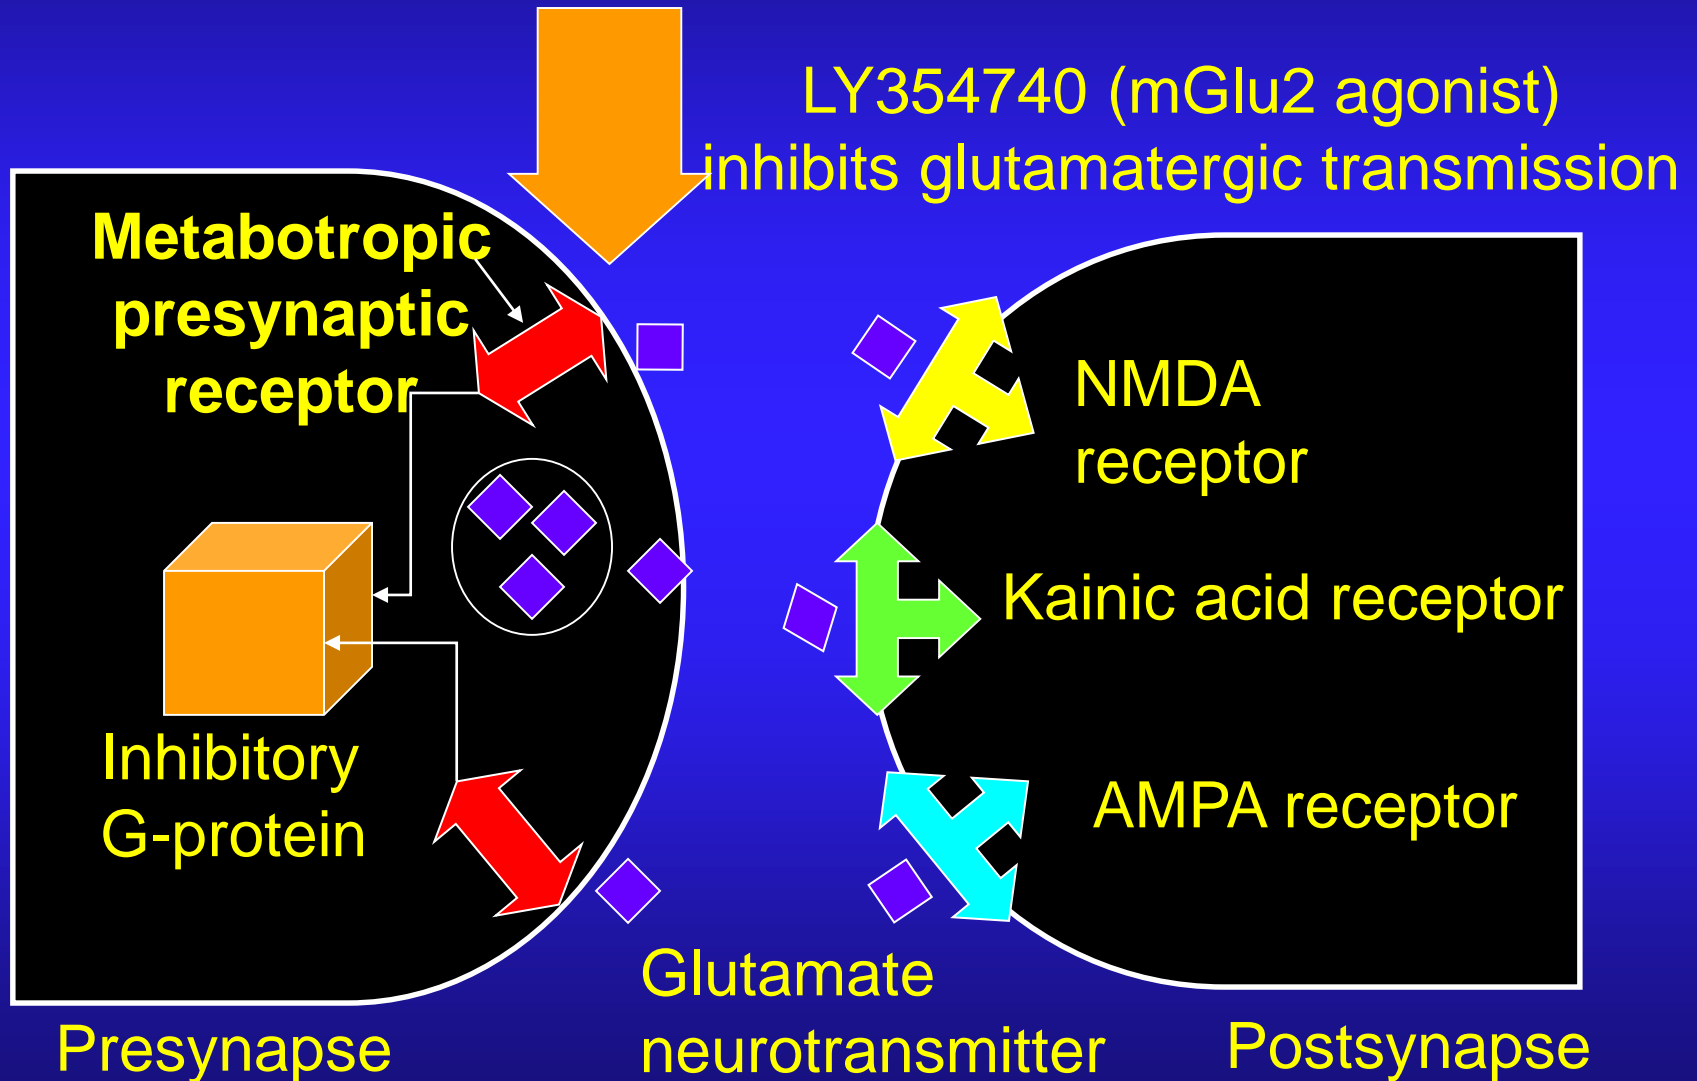 LY354740 (mGlu2 agonist)
inhibits glutamatergic transmission
Metabotropic
presynaptic
receptor
NMDA
receptor
Kainic acid receptor
Inhibitory
G-protein
AMPA receptor
Glutamate
neurotransmitter
Presynapse
Postsynapse